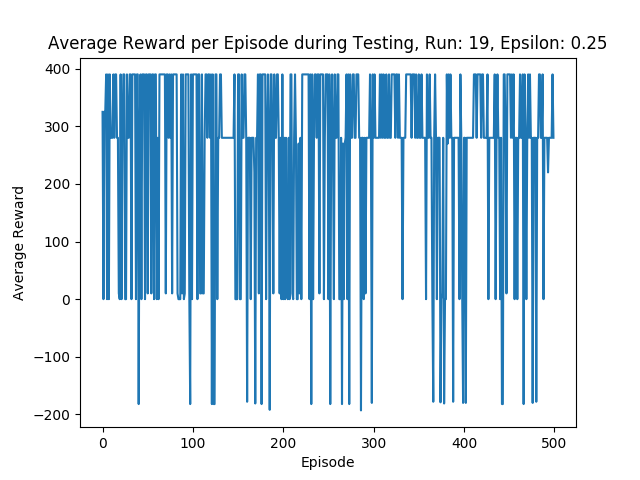 Average Reward per Episode during Testing, Run: 19, Epsilon: 0.25
400
300
200
100
0
−100
−200
Average Reward
0 100 200 300 400 500
Episode